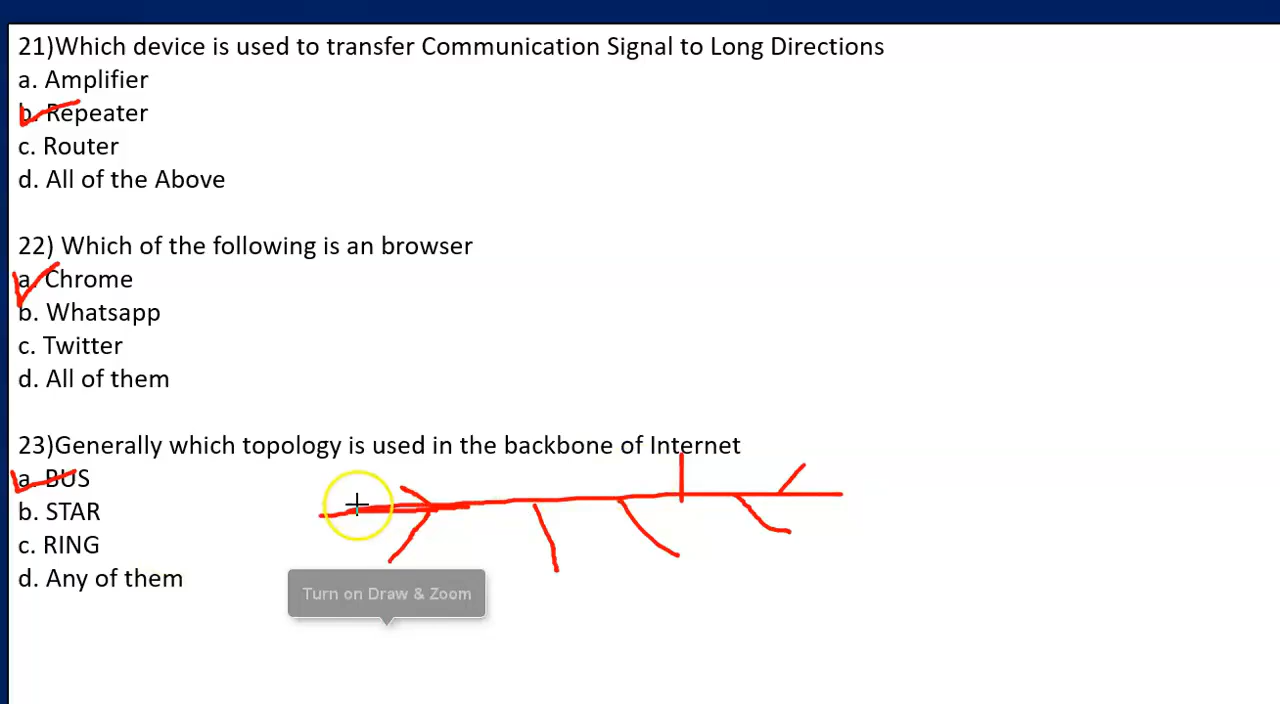 21)Which device is used to transfer Communication Signal to Long Directions
a. Amplifier
b. Repeater
c. Router
d. All of the Above
22) Which of the following is an browser
a. Chrome
b. Whatsapp
c. Twitter
d. All of them
23)Generally which topology is used in the backbone of Internet
a. BUS
b. STAR
c. RING
d. Any of them
Turn on Draw & Zoom